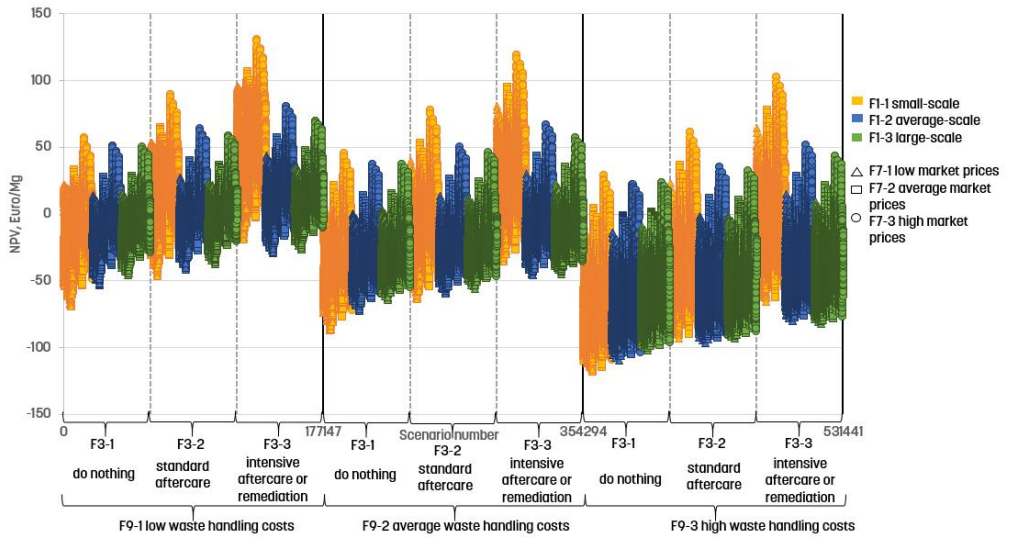 150
100
50
0
-50
-100
-150
NPV, Euro/Mg
F1-1 small-scale
F1-2 average-scale
F1-3 large-scale
F7-1 low market prices
F7-2 average market
prices
F7-3 high market
prices
0
177147
Scenario number
354294
531441
F3-1
do nothing
F3-2
standard
aftercare
F3-3
intensive
aftercare or
remediation
F3-1
do nothing
F3-2
standard
aftercare
F3-3
intensive
aftercare or
remediation
F3-1
do nothing
F3-2
standard
aftercare
F3-3
intensive
aftercare or
remediation
F9-1 low waste handling costs
F9-2 average waste handling costs
F9-3 high waste handling costs